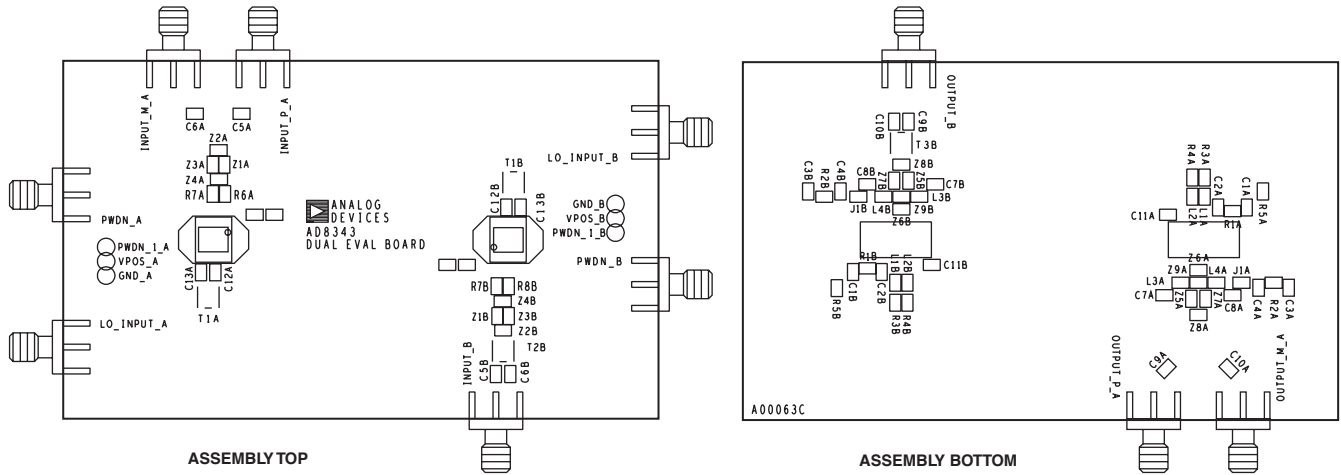 INPUT_M_A
INPUT_P_A
C6A
C5A
Z2A
Z3A
Z1A
Z4A
R7A
R6A
ANALOG
DEVICES
AD8343
DUAL EVAL BOARD
PWDN_A
PWDN_1_A
VPOS_A
GND_A
C13A
C12A
T1A
LO_INPUT_A
LO_INPUT_B
T1B
C12B
C13B
GND_B
VPOS_B
PWDN_1_B
PWDN_B
R7B
R8B
Z4B
Z1B
Z3B
Z2B
T2B
INPUT_B
C5B
C6B
ASSEMBLY TOP
OUTPUT_B
C10B
C9B
T3B
Z8B
C3B
R2B
C4B
C8B
Z7B
Z5B
C7B
J1B
L4B
L3B
Z9B
Z6B
R1B
L1B
L2B
C11B
C1B
C2B
R5B
R3B
R4B
R4A
R3A
C2A
C1A
R5A
C11A
L2A
L1A
R1A
Z6A
Z9A
L3A
L4A
J1A
C7A
Z5A
Z7A
C8A
C4A
R2A
C3A
Z8A
C9A
C10A
OUTPUT_P_A
OUTPUT_M_A
A00063C
ASSEMBLY BOTTOM